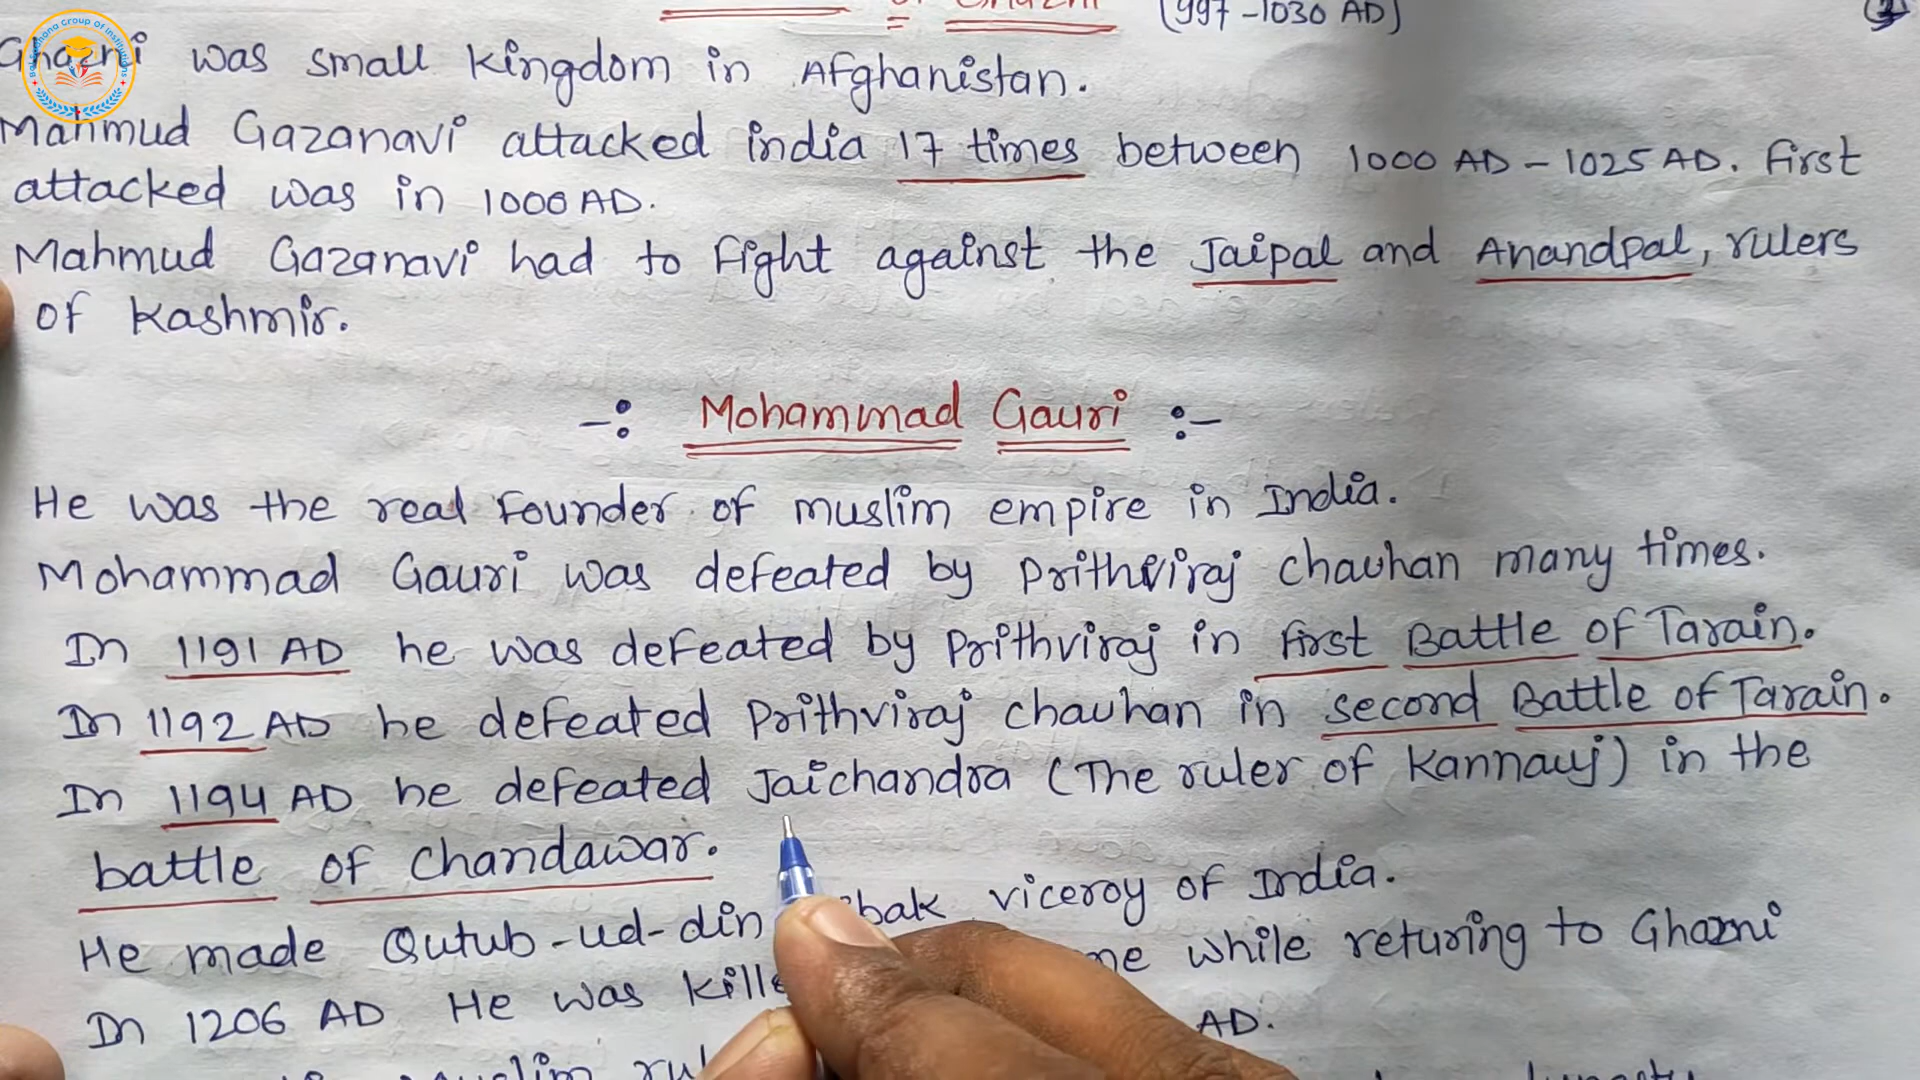 of Ghazni (997-1030 AD)
Ghazni was small kingdom in Afghanistan.
Mahmud Gazanavi attacked india 17 times between 1000 AD - 1025 AD. First
attacked was in 1000 AD.
Mahmud Gazanavi had to fight against the Jaipal and Anandpal, rulers
of Kashmir.
-: Mohammad Gauri :-
He was the real founder of muslim empire in India.
Mohammad Gauri was defeated by Prithviraj chauhan many times.
In 1191 AD he was defeated by Prithviraj in first Battle of Tarain.
In 1192 AD he defeated Prithviraj chauhan in second Battle of Tarain.
In 1194 AD he defeated Jaichandra (The ruler of Kannauj) in the
battle of Chandawar.
He made Qutub-ud-din viceroy of India.
In 1206 AD He was while returing to Ghazni
AD.